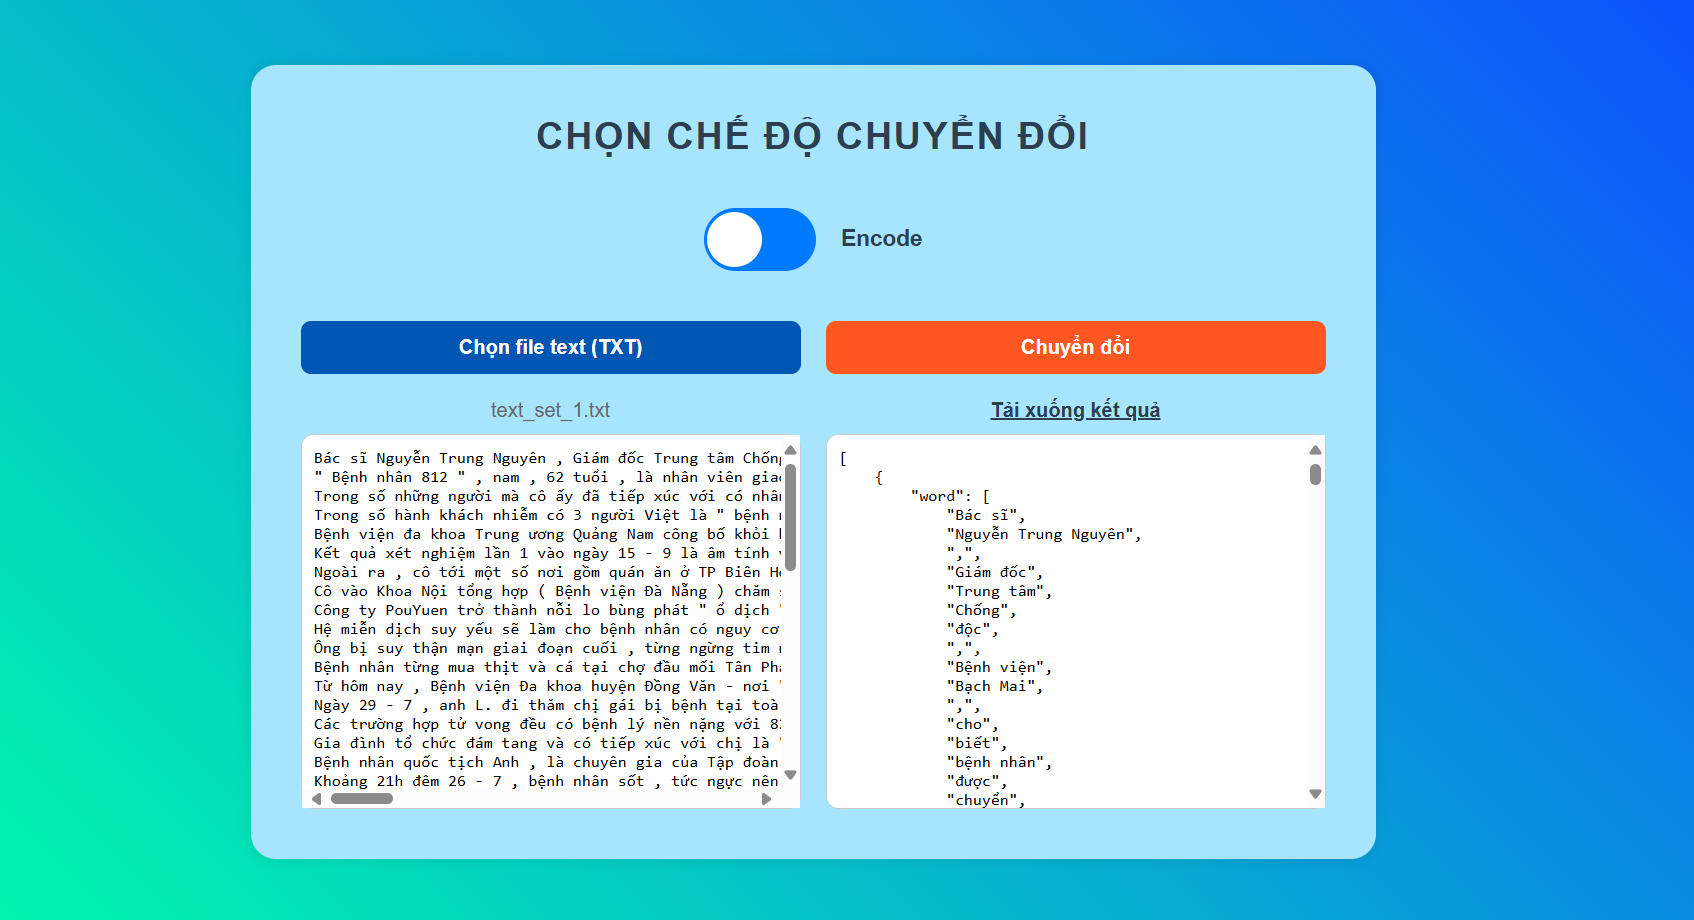 CHỌN CHẾ ĐỘ CHUYỂN ĐỔI
Encode
Chọn file text (TXT)
Chuyển đổi
text_set_1.txt
Tải xuống kết quả
Bác sĩ Nguyễn Trung Nguyên , Giám đốc Trung tâm Chống
" Bệnh nhân 812 " , nam , 62 tuổi , là nhân viên giao
Trong số những người mà cô ấy đã tiếp xúc với có nhân
Trong số hành khách nhiễm có 3 người Việt là " bệnh
Bệnh viện đa khoa Trung ương Quảng Nam công bố khỏi
Kết quả xét nghiệm lần 1 vào ngày 15 - 9 là âm tính
Ngoài ra , cô tới một số nơi gồm quán ăn ở TP Biên
Cô vào Khoa Nội tổng hợp ( Bệnh viện Đà Nẵng ) chăm
Công ty PouYuen trở thành nỗi lo bùng phát " ổ dịch
Hệ miễn dịch suy yếu sẽ làm cho bệnh nhân có nguy cơ
Ông bị suy thận mạn giai đoạn cuối , từng ngừng tim
Bệnh nhân từng mua thịt và cá tại chợ đầu mối Tân
Từ hôm nay , Bệnh viện Đa khoa huyện Đồng Văn - nơi
Ngày 29 - 7 , anh L. đi thăm chị gái bị bệnh tại toà
Các trường hợp tử vong đều có bệnh lý nền nặng với
Gia đình tổ chức đám tang và có tiếp xúc với chị là
Bệnh nhân quốc tịch Anh , là chuyên gia của Tập đoàn
Khoảng 21h đêm 26 - 7 , bệnh nhân sốt , tức ngực nên
[
{
"word": [
"Bác sĩ",
"Nguyễn Trung Nguyên",
",",
"Giám đốc",
"Trung tâm",
"Chống",
"độc",
",",
"Bệnh viện",
"Bạch Mai",
",",
"cho",
"biết",
"bệnh nhân",
"được",
"chuyển",